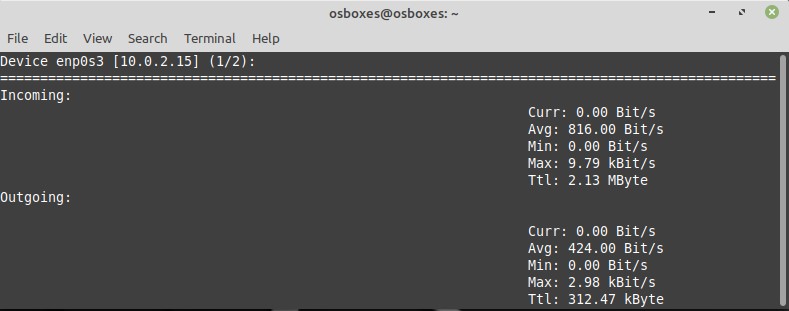 osboxes@osboxes: ~
File Edit View Search Terminal Help
Device enp0s3 [10.0.2.15] (1/2):
=================================================================================================
Incoming:
Curr: 0.00 Bit/s
Avg: 816.00 Bit/s
Min: 0.00 Bit/s
Max: 9.79 kBit/s
Ttl: 2.13 MByte
Outgoing:
Curr: 0.00 Bit/s
Avg: 424.00 Bit/s
Min: 0.00 Bit/s
Max: 2.98 kBit/s
Ttl: 312.47 kByte